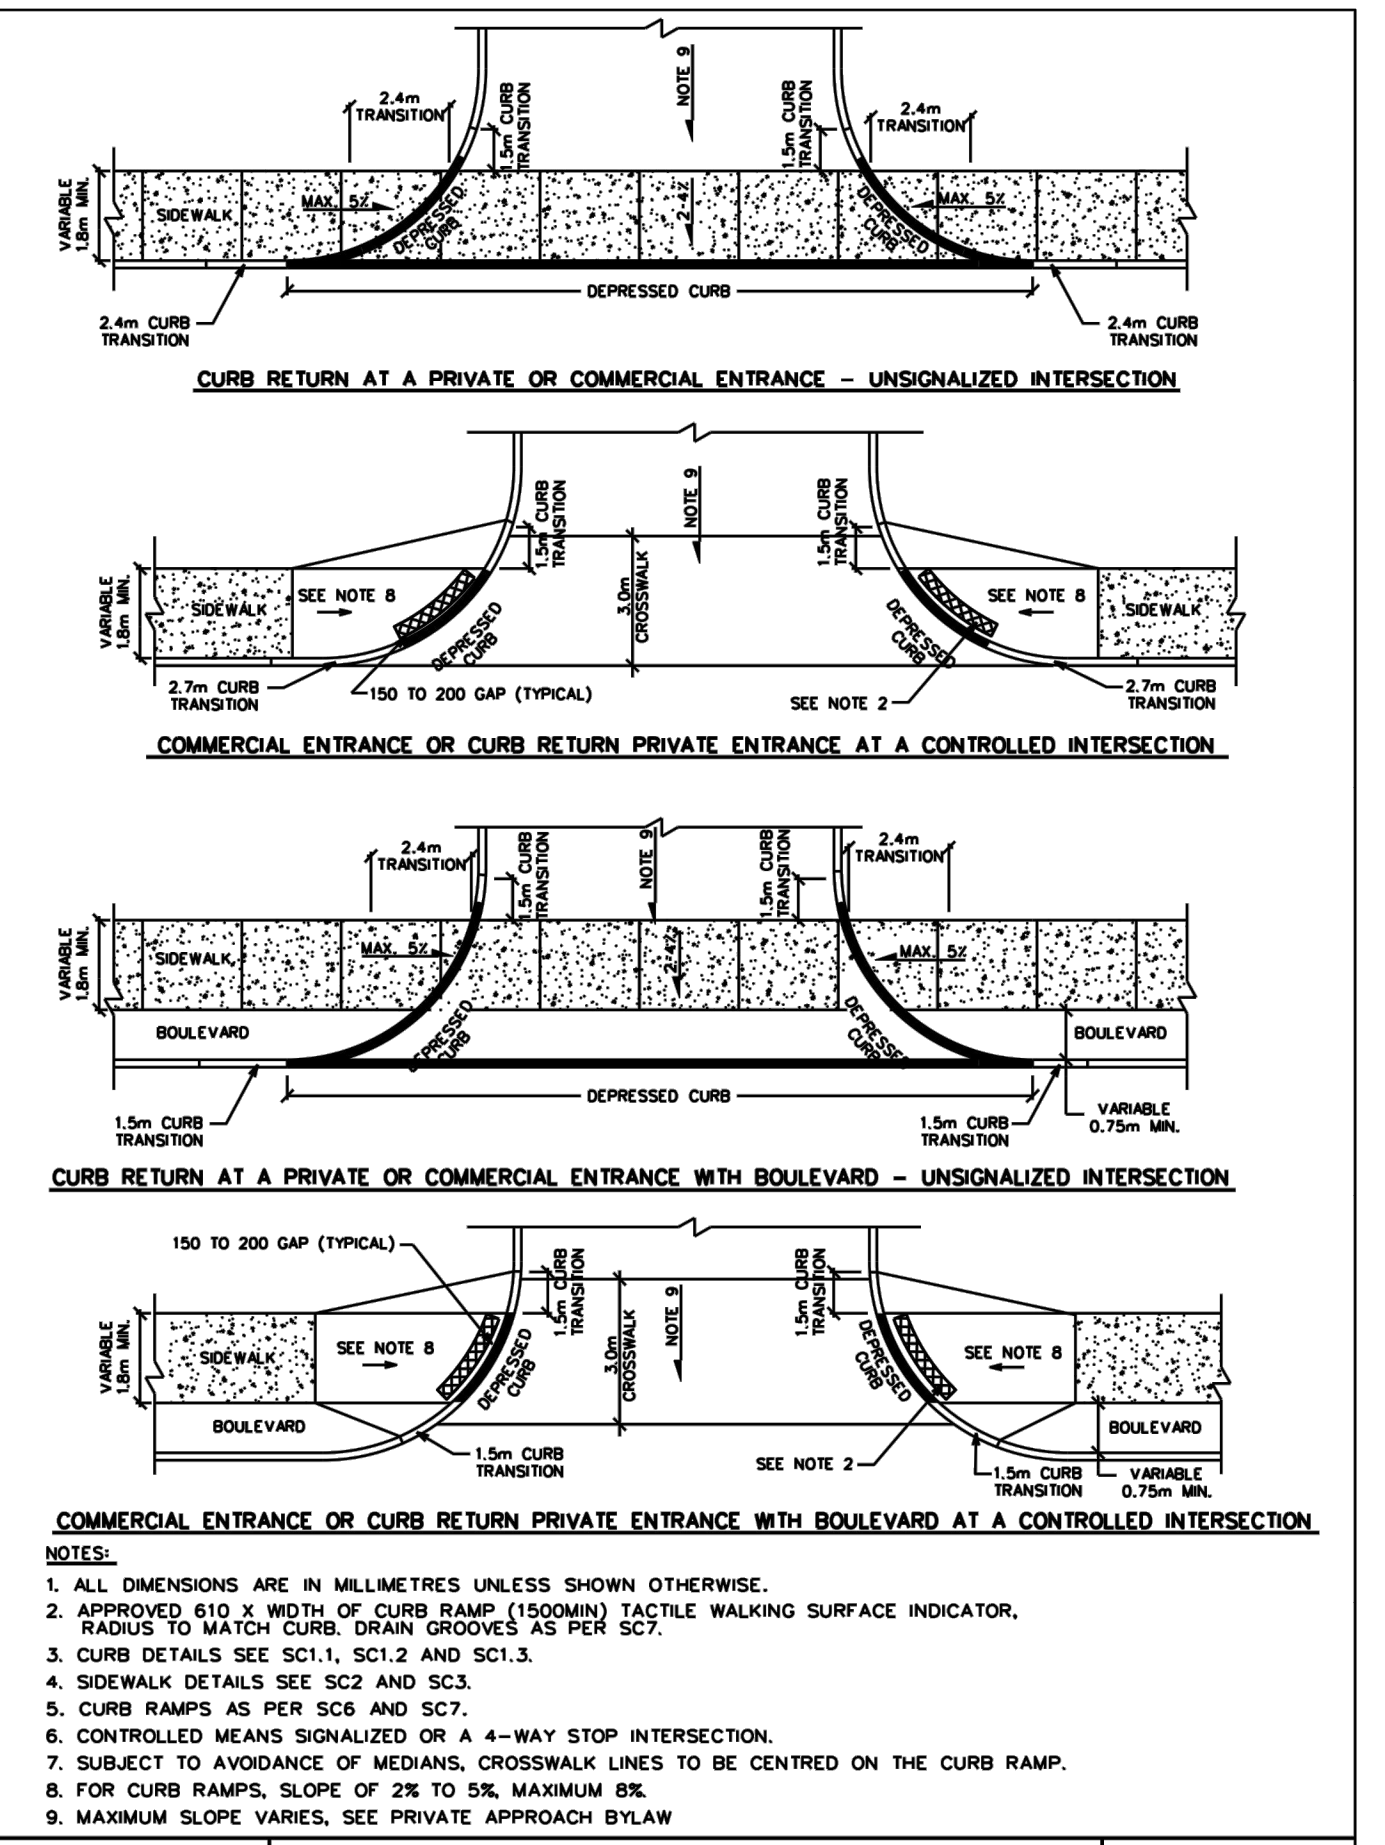 2.4m
TRANSITION
1.5m CURB
TRANSITION
NOTE 9
1.5m CURB
TRANSITION
2.4m
TRANSITION
VARIABLE
1.8m MIN.
SIDEWALK
MAX. 5%
DEPRESSED
CURB
2-4%
DEPRESSED
CURB
MAX. 5%
DEPRESSED CURB
2.4m CURB
TRANSITION
2.4m CURB
TRANSITION
CURB RETURN AT A PRIVATE OR COMMERCIAL ENTRANCE - UNSIGNALIZED INTERSECTION
1.5m CURB
TRANSITION
NOTE 9
1.5m CURB
TRANSITION
VARIABLE
1.8m MIN.
SIDEWALK
SEE NOTE 8
DEPRESSED
CURB
3.0m
CROSSWALK
DEPRESSED
CURB
SEE NOTE 8
SIDEWALK
2.7m CURB
TRANSITION
150 TO 200 GAP (TYPICAL)
SEE NOTE 2
2.7m CURB
TRANSITION
COMMERCIAL ENTRANCE OR CURB RETURN PRIVATE ENTRANCE AT A CONTROLLED INTERSECTION
2.4m
TRANSITION
1.5m CURB
TRANSITION
NOTE 9
1.5m CURB
TRANSITION
2.4m
TRANSITION
VARIABLE
1.8m MIN.
SIDEWALK
MAX. 5%
2-4%
MAX. 5%
BOULEVARD
DEPRESSED
CURB
DEPRESSED
CURB
BOULEVARD
DEPRESSED CURB
1.5m CURB
TRANSITION
1.5m CURB
TRANSITION
VARIABLE
0.75m MIN.
CURB RETURN AT A PRIVATE OR COMMERCIAL ENTRANCE WITH BOULEVARD - UNSIGNALIZED INTERSECTION
150 TO 200 GAP (TYPICAL)
1.5m CURB
TRANSITION
NOTE 9
1.5m CURB
TRANSITION
VARIABLE
1.8m MIN.
SIDEWALK
SEE NOTE 8
DEPRESSED
CURB
3.0m
CROSSWALK
DEPRESSED
CURB
SEE NOTE 8
BOULEVARD
BOULEVARD
1.5m CURB
TRANSITION
SEE NOTE 2
1.5m CURB
TRANSITION
VARIABLE
0.75m MIN.
COMMERCIAL ENTRANCE OR CURB RETURN PRIVATE ENTRANCE WITH BOULEVARD AT A CONTROLLED INTERSECTION
NOTES:
1. ALL DIMENSIONS ARE IN MILLIMETRES UNLESS SHOWN OTHERWISE.
2. APPROVED 610 X WIDTH OF CURB RAMP (1500MIN) TACTILE WALKING SURFACE INDICATOR,
RADIUS TO MATCH CURB. DRAIN GROOVES AS PER SC7.
3. CURB DETAILS SEE SC1.1, SC1.2 AND SC1.3.
4. SIDEWALK DETAILS SEE SC2 AND SC3.
5. CURB RAMPS AS PER SC6 AND SC7.
6. CONTROLLED MEANS SIGNALIZED OR A 4-WAY STOP INTERSECTION.
7. SUBJECT TO AVOIDANCE OF MEDIANS, CROSSWALK LINES TO BE CENTRED ON THE CURB RAMP.
8. FOR CURB RAMPS, SLOPE OF 2% TO 5%, MAXIMUM 8%.
9. MAXIMUM SLOPE VARIES, SEE PRIVATE APPROACH BYLAW